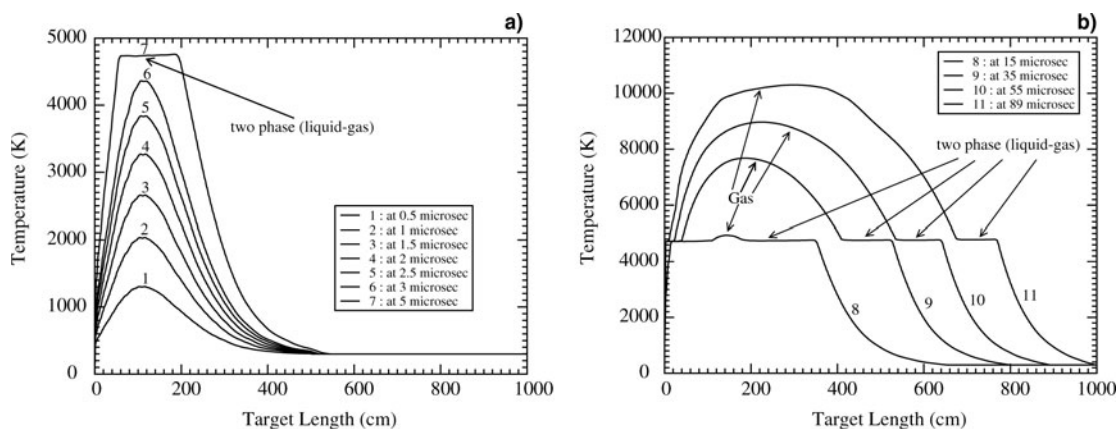 a)
5000
4000
3000
2000
1000
0
Temperature (K)
7
6
5
4
3
2
1
two phase (liquid-gas)
1 : at 0.5 microsec
2 : at 1 microsec
3 : at 1.5 microsec
4 : at 2 microsec
5 : at 2.5 microsec
6 : at 3 microsec
7 : at 5 microsec
0 200 400 600 800 1000
Target Length (cm)
b)
12000
10000
8000
6000
4000
2000
0
Temperature (K)
8 : at 15 microsec
9 : at 35 microsec
10 : at 55 microsec
11 : at 89 microsec
two phase (liquid-gas)
Gas
8 9 10 11
0 200 400 600 800 1000
Target Length (cm)